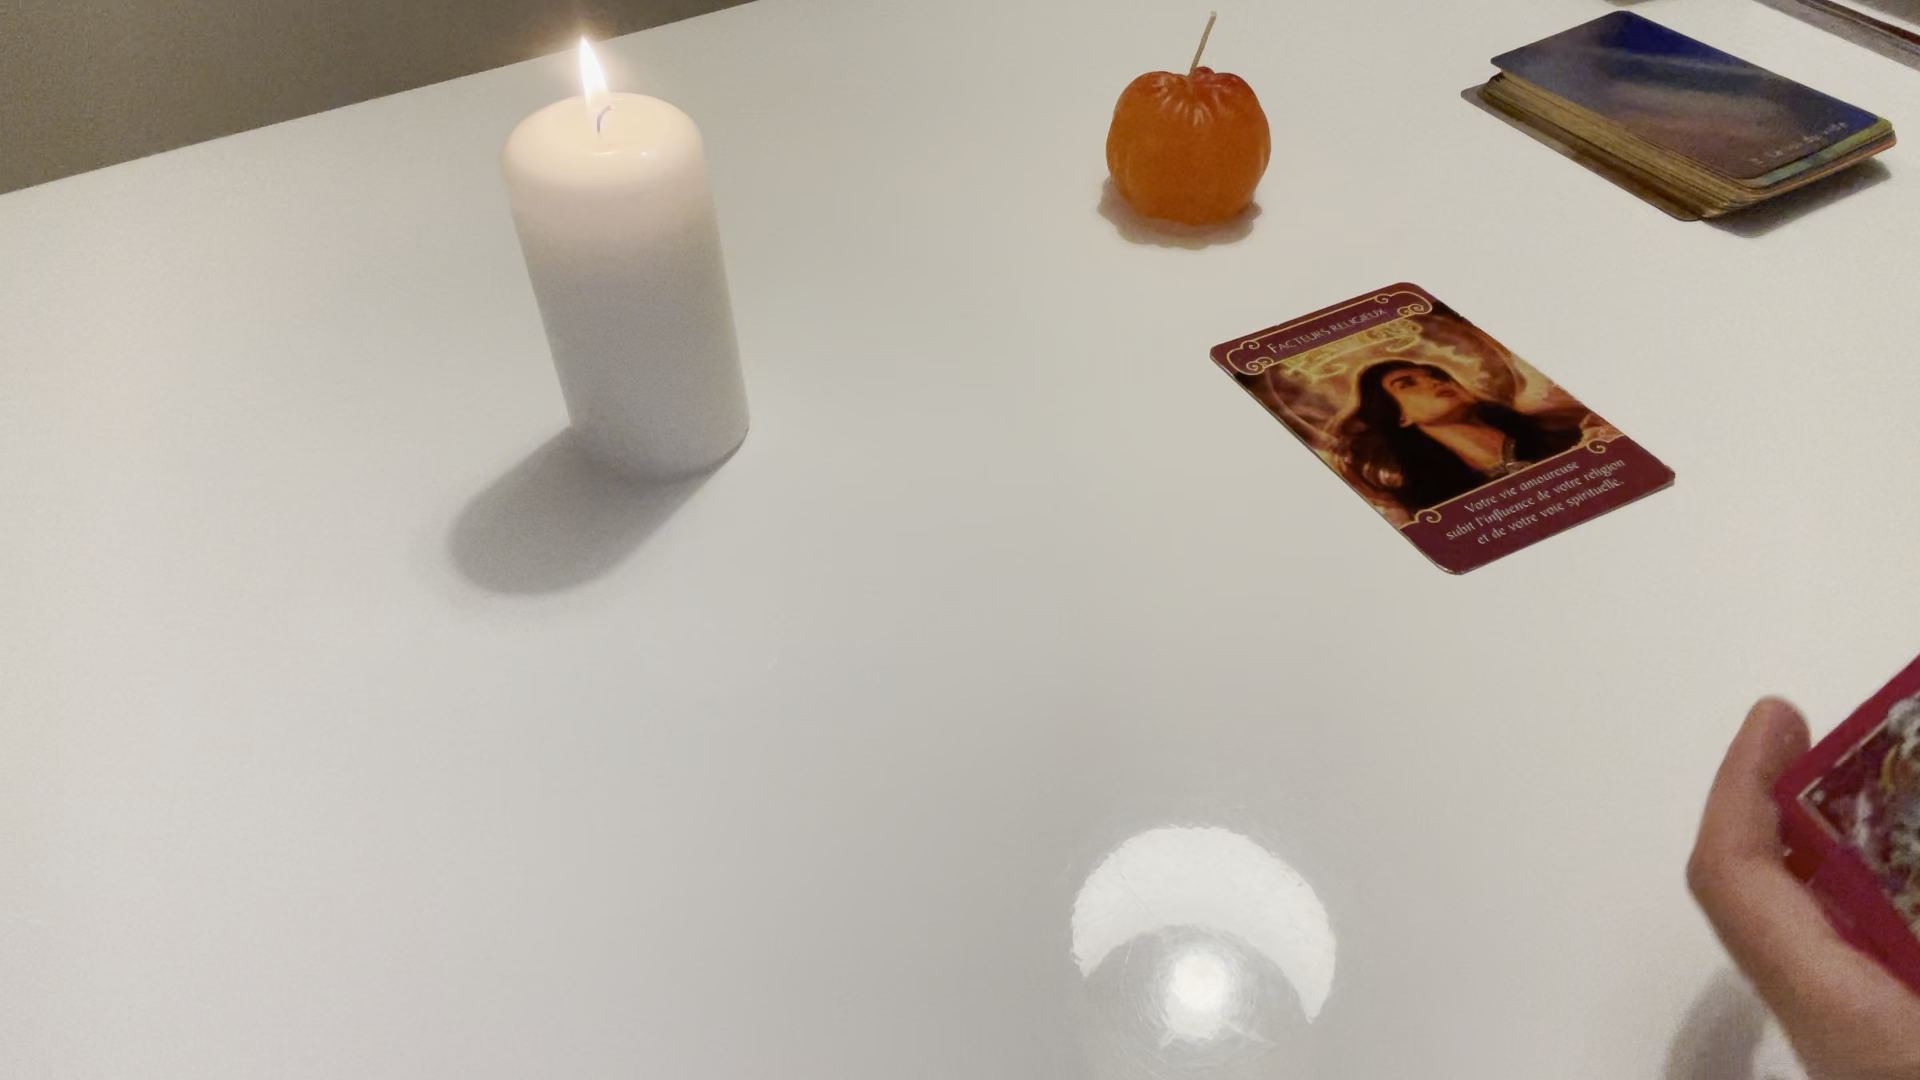 FACTEURS RELIGIEUX
Votre vie amoureuse
subit l'influence de votre religion
et de votre voie spirituelle.